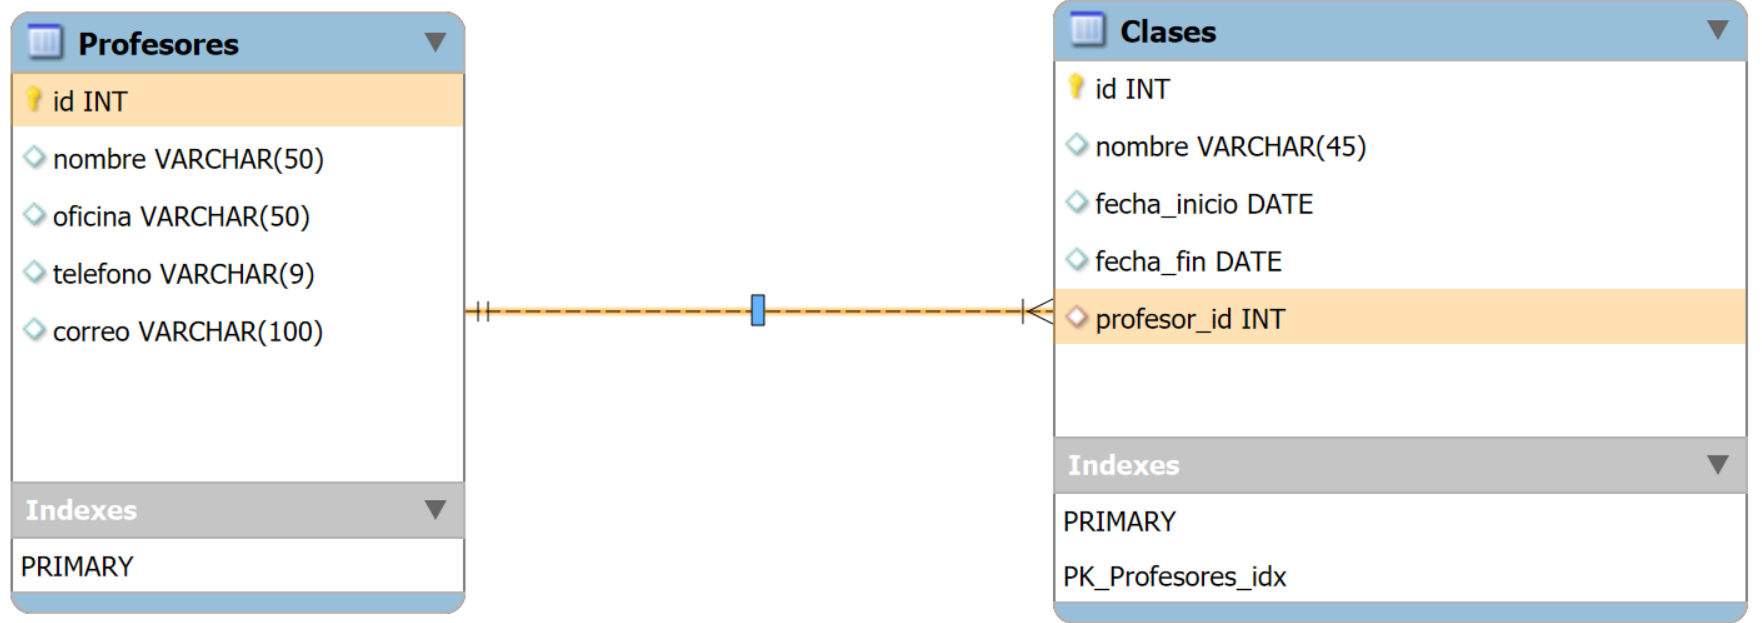 Profesores
id INT
nombre VARCHAR(50)
oficina VARCHAR(50)
telefono VARCHAR(9)
correo VARCHAR(100)
Indexes
PRIMARY
Clases
id INT
nombre VARCHAR(45)
fecha_inicio DATE
fecha_fin DATE
profesor_id INT
Indexes
PRIMARY
PK_Profesores_idx